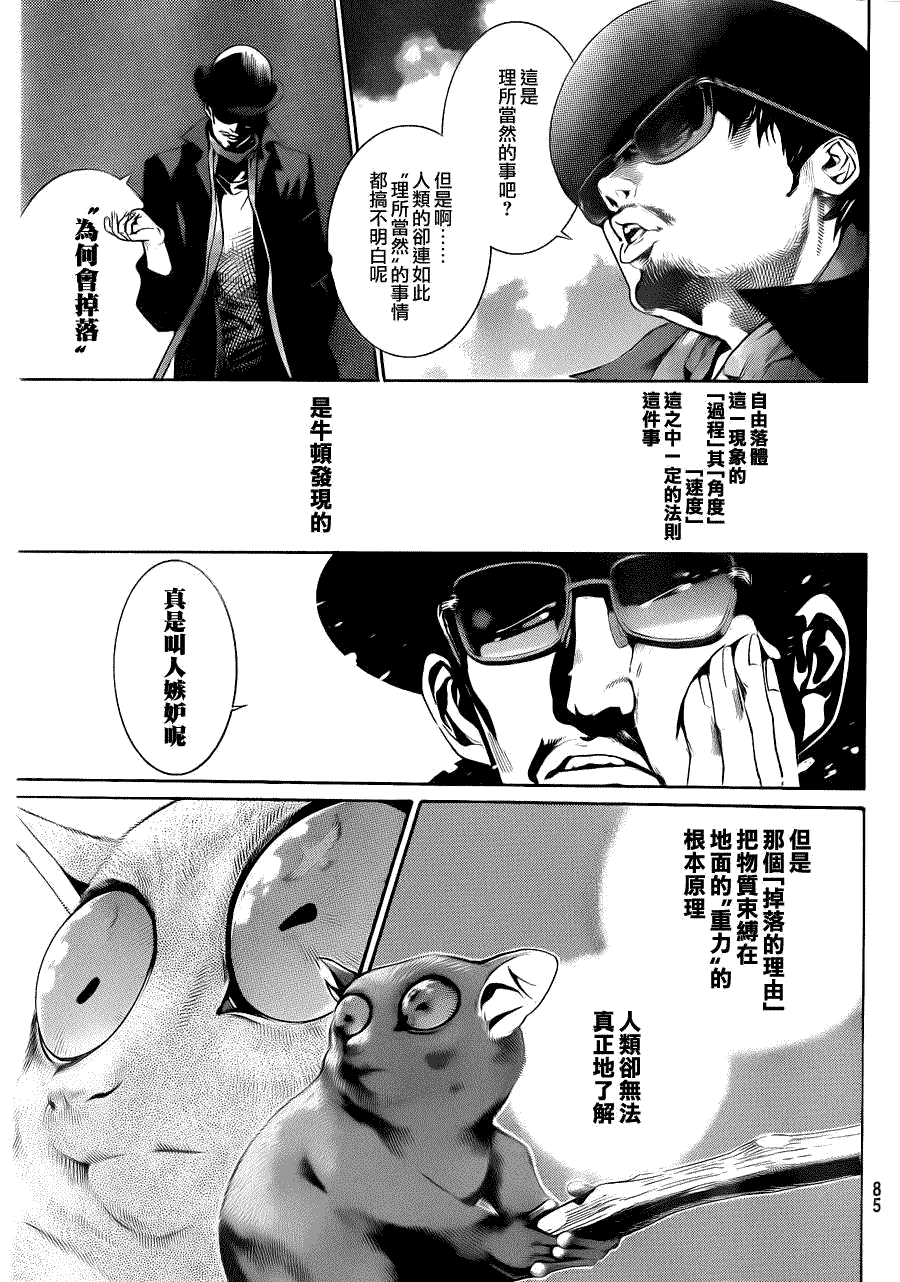 這是
理所當然的事吧？
但是啊……
人類的卻連如此
〝理所當然〞的事情
都搞不明白呢
〝為何會掉落〞
自由落體
這一現象的
「過程」其「角度」
「速度」
這之中一定的法則
這件事
是牛頓發現的
真是叫人嫉妒呢
但是
那個「掉落的理由」
把物質束縛在
地面的〝重力〞的
根本原理
人類卻無法
真正地了解
85